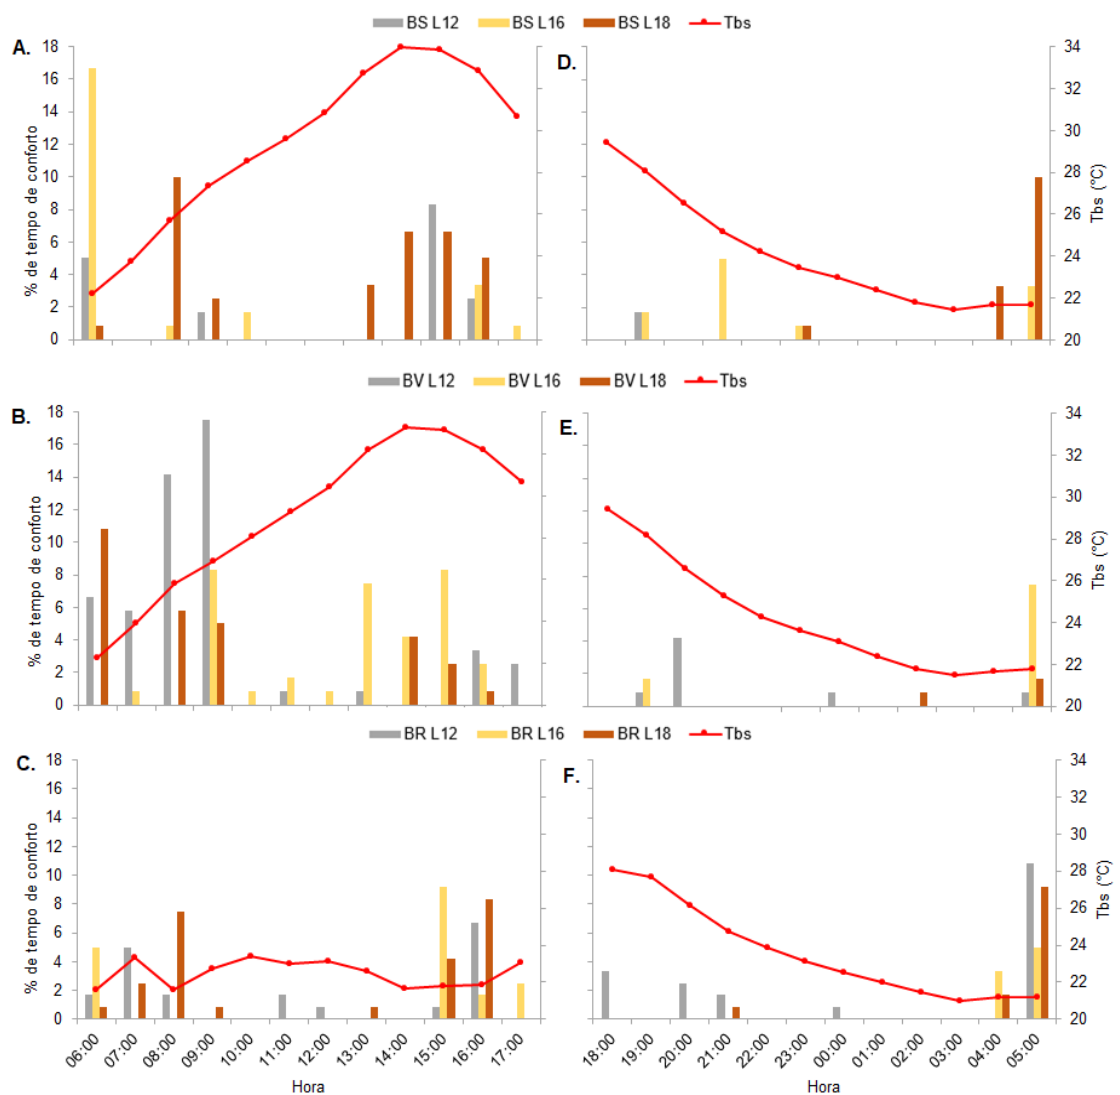 BS L12 BS L16 BS L18 Tbs
A.
D.
% de tempo de conforto
18
16
14
12
10
8
6
4
2
0
34
32
30
28
26
24
22
20
Tbs (°C)
BV L12 BV L16 BV L18 Tbs
B.
E.
% de tempo de conforto
18
16
14
12
10
8
6
4
2
0
34
32
30
28
26
24
22
20
Tbs (°C)
BR L12 BR L16 BR L18 Tbs
C.
F.
% de tempo de conforto
18
16
14
12
10
8
6
4
2
0
34
32
30
28
26
24
22
20
Tbs (°C)
06:00 07:00 08:00 09:00 10:00 11:00 12:00 13:00 14:00 15:00 16:00 17:00
Hora
18:00 19:00 20:00 21:00 22:00 23:00 00:00 01:00 02:00 03:00 04:00 05:00
Hora